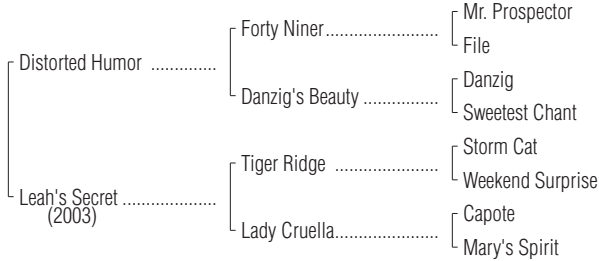 Mr. Prospector
Forty Niner.........................
File
Distorted Humor ...............
Danzig
Danzig's Beauty .................
Sweetest Chant
Storm Cat
Tiger Ridge .......................
Weekend Surprise
Leah's Secret .....................
(2003)
Capote
Lady Cruella.......................
Mary's Spirit